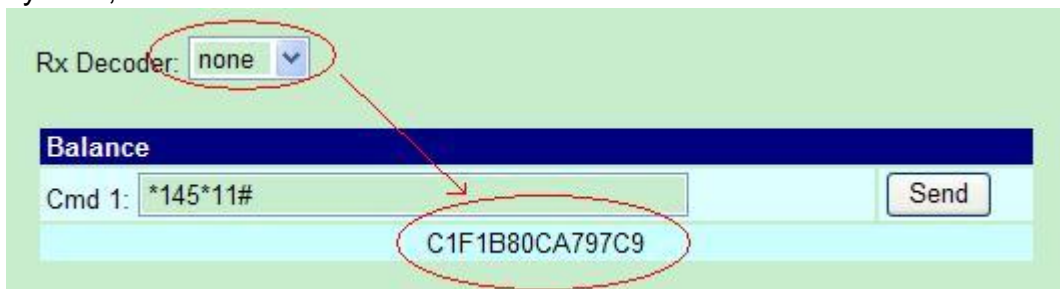 Rx Decoder: none
Balance
Cmd 1: *145*11# Send
C1F1B80CA797C9